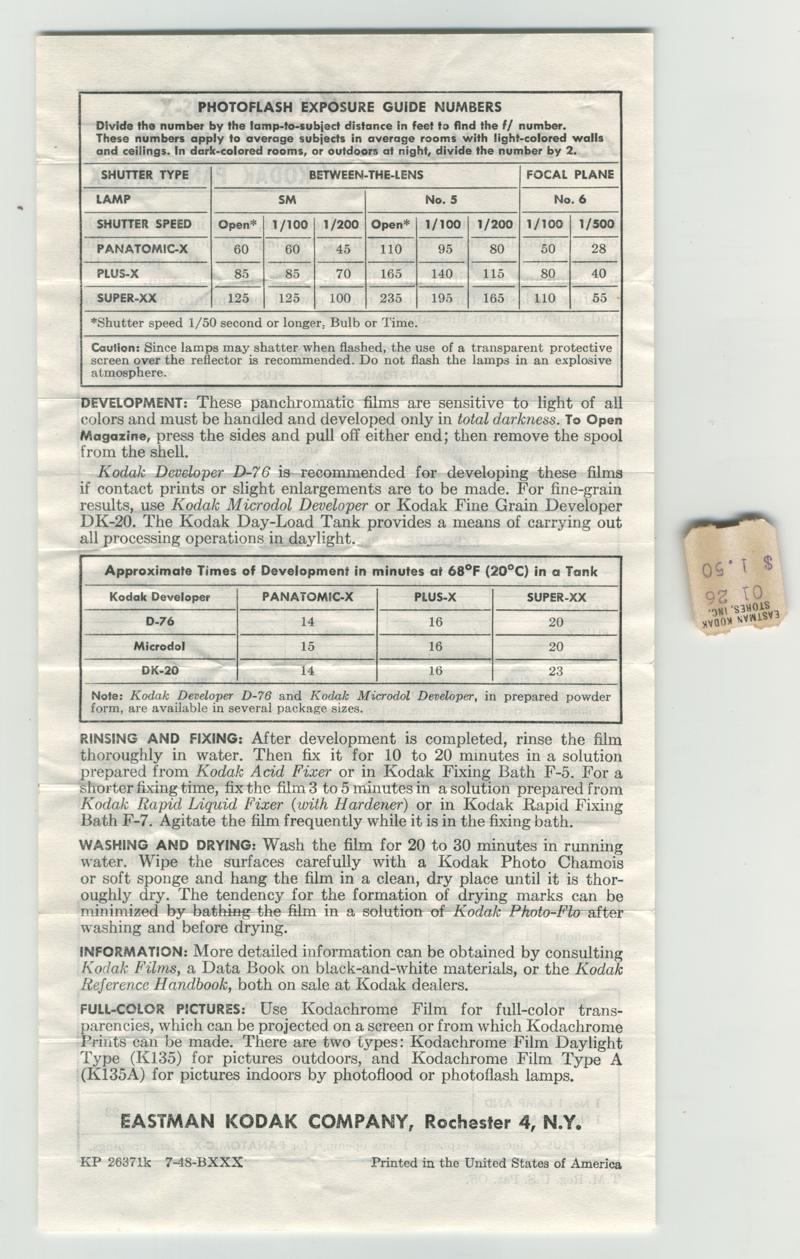 PHOTOFLASH EXPOSURE GUIDE NUMBERS
Divide the number by the lamp-to-subject distance in feet to find the f/ number.
These numbers apply to average subjects in average rooms with light-colored walls
and ceilings. In dark-colored rooms, or outdoors at night, divide the number by 2.
SHUTTER TYPE BETWEEN-THE-LENS FOCAL PLANE
LAMP SM No. 5 No. 6
SHUTTER SPEED Open* 1/100 1/200 Open* 1/100 1/200 1/100 1/500
PANATOMIC-X 60 60 45 110 95 80 50 28
PLUS-X 85 85 70 165 140 115 80 40
SUPER-XX 125 125 100 235 195 165 110 55
*Shutter speed 1/50 second or longer, Bulb or Time.
Caution: Since lamps may shatter when flashed, the use of a transparent protective
screen over the reflector is recommended. Do not flash the lamps in an explosive
atmosphere.
DEVELOPMENT: These panchromatic films are sensitive to light of all
colors and must be handled and developed only in total darkness. To Open
Magazine, press the sides and pull off either end; then remove the spool
from the shell.
Kodak Developer D-76 is recommended for developing these films
if contact prints or slight enlargements are to be made. For fine-grain
results, use Kodak Microdol Developer or Kodak Fine Grain Developer
DK-20. The Kodak Day-Load Tank provides a means of carrying out
all processing operations in daylight.
Approximate Times of Development in minutes at 68°F (20°C) in a Tank
Kodak Developer PANATOMIC-X PLUS-X SUPER-XX
D-76 14 16 20
Microdol 15 16 20
DK-20 14 16 23
Note: Kodak Developer D-76 and Kodak Microdol Developer, in prepared powder
form, are available in several package sizes.
RINSING AND FIXING: After development is completed, rinse the film
thoroughly in water. Then fix it for 10 to 20 minutes in a solution
prepared from Kodak Acid Fixer or in Kodak Fixing Bath F-5. For a
shorter fixing time, fix the film 3 to 5 minutes in a solution prepared from
Kodak Rapid Liquid Fixer (with Hardener) or in Kodak Rapid Fixing
Bath F-7. Agitate the film frequently while it is in the fixing bath.
WASHING AND DRYING: Wash the film for 20 to 30 minutes in running
water. Wipe the surfaces carefully with a Kodak Photo Chamois
or soft sponge and hang the film in a clean, dry place until it is thor-
oughly dry. The tendency for the formation of drying marks can be
minimized by bathing the film in a solution of Kodak Photo-Flo after
washing and before drying.
INFORMATION: More detailed information can be obtained by consulting
Kodak Films, a Data Book on black-and-white materials, or the Kodak
Reference Handbook, both on sale at Kodak dealers.
FULL-COLOR PICTURES: Use Kodachrome Film for full-color trans-
parencies, which can be projected on a screen or from which Kodachrome
Prints can be made. There are two types: Kodachrome Film Daylight
Type (K135) for pictures outdoors, and Kodachrome Film Type A
(K135A) for pictures indoors by photoflood or photoflash lamps.
EASTMAN KODAK COMPANY, Rochester 4, N.Y.
KP 26371k 7-48-BXXX Printed in the United States of America
EASTMAN KODAK
STORES, INC.
01 26
$ 1.50